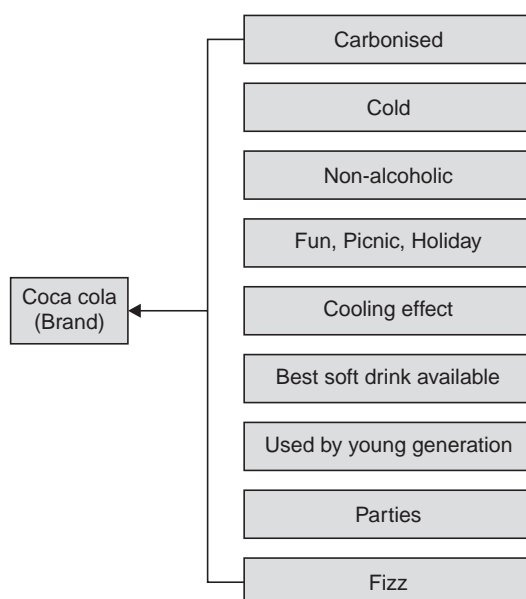 Carbonised
Cold
Non-alcoholic
Fun, Picnic, Holiday
Coca cola
(Brand)
Cooling effect
Best soft drink available
Used by young generation
Parties
Fizz